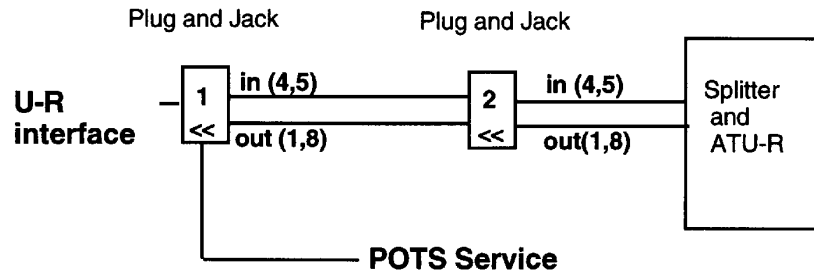 Plug and Jack
Plug and Jack
U-R
interface
1
<<
in (4,5)
out (1,8)
2
<<
in (4,5)
out(1,8)
Splitter
and
ATU-R
POTS Service